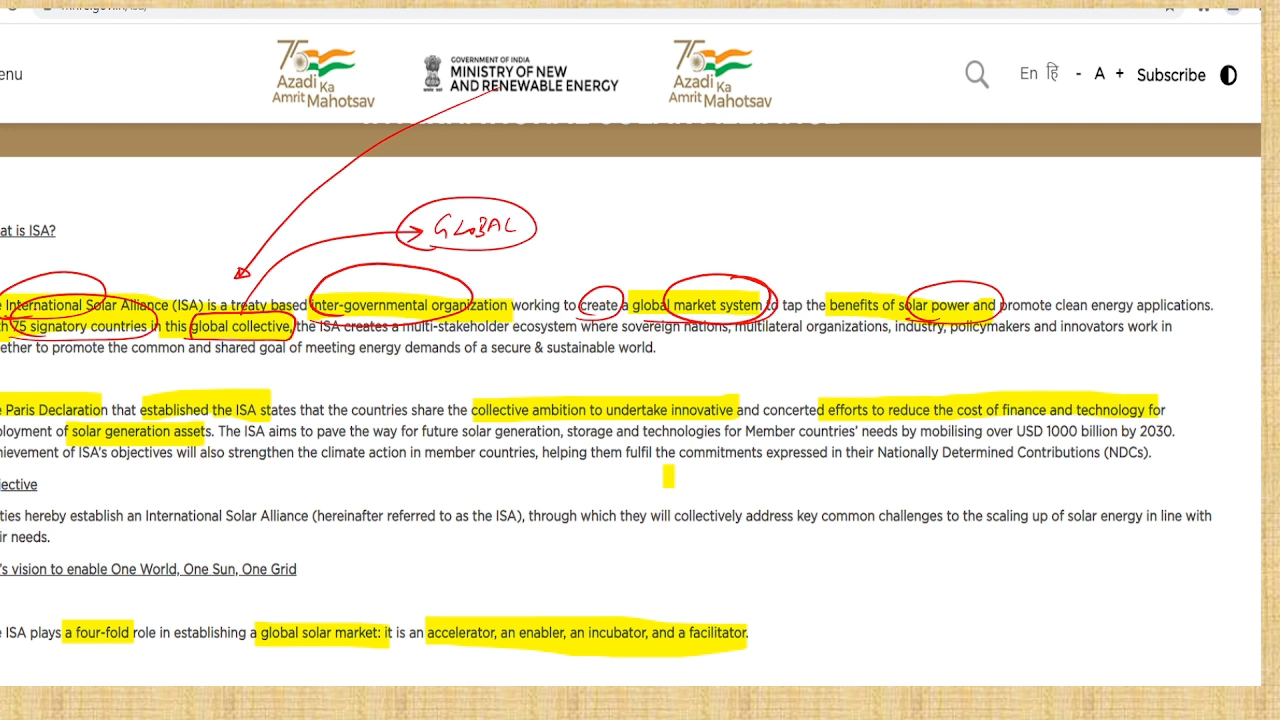 enu
75
Azadi Ka
Amrit Mahotsav
GOVERNMENT OF INDIA
MINISTRY OF NEW
AND RENEWABLE ENERGY
75
Azadi Ka
Amrit Mahotsav
En हि - A + Subscribe
at is ISA?
GLOBAL
e International Solar Alliance (ISA) is a treaty based inter-governmental organization working to create a global market system to tap the benefits of solar power and promote clean energy applications.
th 75 signatory countries in this global collective, the ISA creates a multi-stakeholder ecosystem where sovereign nations, multilateral organizations, industry, policymakers and innovators work in
ether to promote the common and shared goal of meeting energy demands of a secure & sustainable world.
e Paris Declaration that established the ISA states that the countries share the collective ambition to undertake innovative and concerted efforts to reduce the cost of finance and technology for
loyment of solar generation assets. The ISA aims to pave the way for future solar generation, storage and technologies for Member countries' needs by mobilising over USD 1000 billion by 2030.
hievement of ISA's objectives will also strengthen the climate action in member countries, helping them fulfil the commitments expressed in their Nationally Determined Contributions (NDCs).
jective
ties hereby establish an International Solar Alliance (hereinafter referred to as the ISA), through which they will collectively address key common challenges to the scaling up of solar energy in line with
ir needs.
's vision to enable One World, One Sun, One Grid
e ISA plays a four-fold role in establishing a global solar market: it is an accelerator, an enabler, an incubator, and a facilitator.